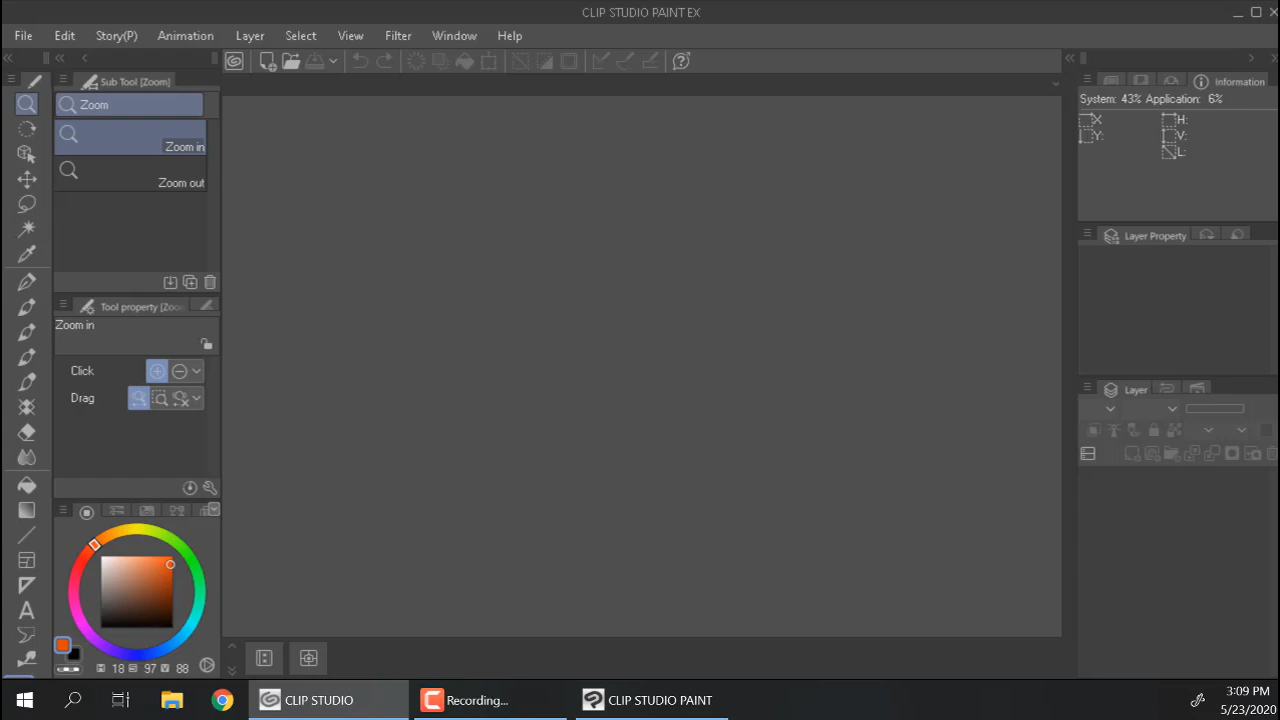 CLIP STUDIO PAINT EX
File Edit Story(P) Animation Layer Select View Filter Window Help
Sub Tool [Zoom]
Information
System: 43% Application: 6%
Zoom
X H:
Y: V:
L:
Zoom in
Zoom out
Layer Property
Tool property [Zoo
Zoom in
Click
Drag
Layer
A
H 18 S 97 V 88
CLIP STUDIO
Recording...
CLIP STUDIO PAINT
3:09 PM
5/23/2020